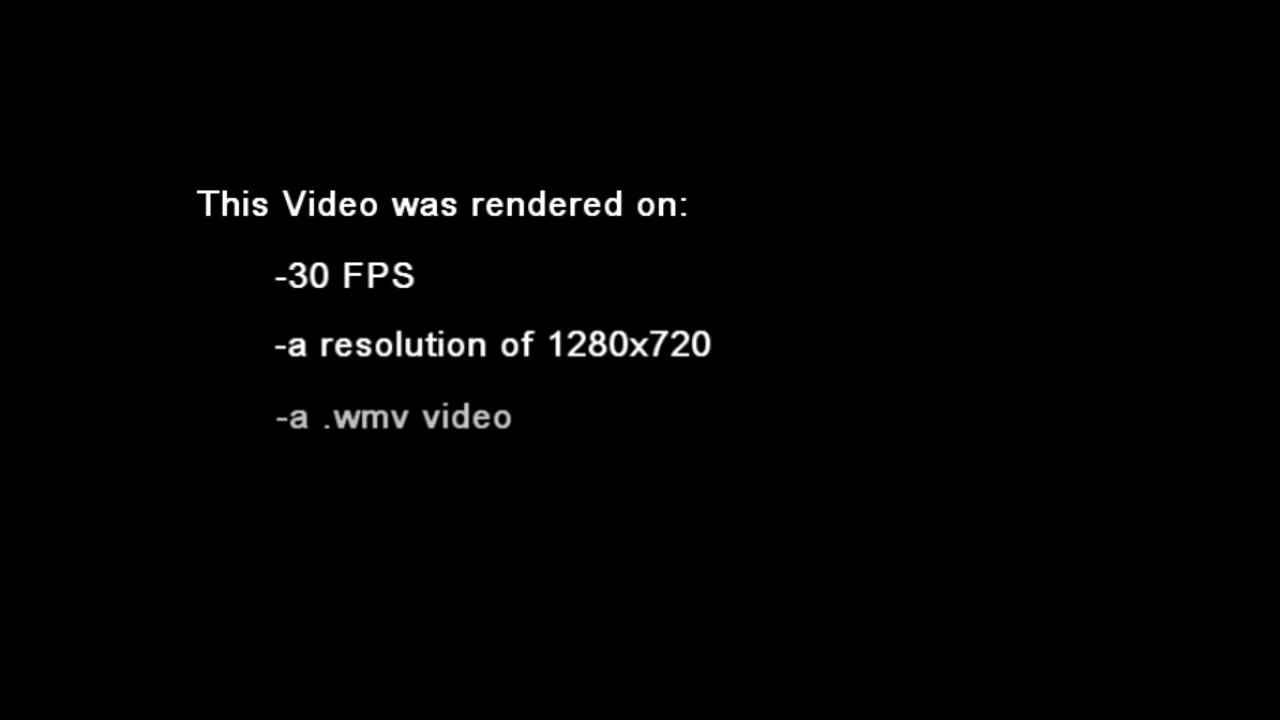 This Video was rendered on:
-30 FPS
-a resolution of 1280x720
-a .wmv video